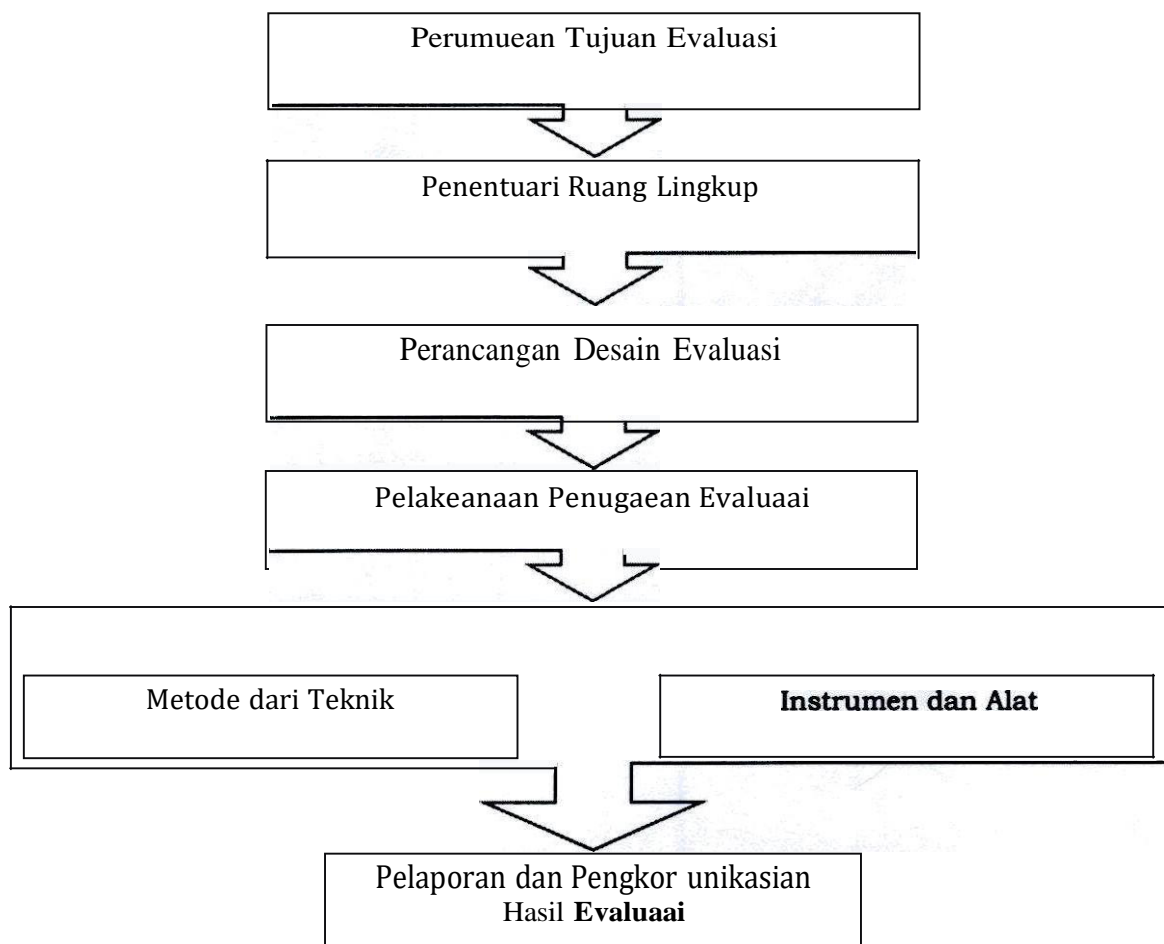 Perumuean Tujuan Evaluasi
Penentuari Ruang Lingkup
Perancangan Desain Evaluasi
Pelakeanaan Penugaean Evaluaai
Metode dari Teknik
Instrumen dan Alat
Pelaporan dan Pengkor unikasian
Hasil Evaluaai